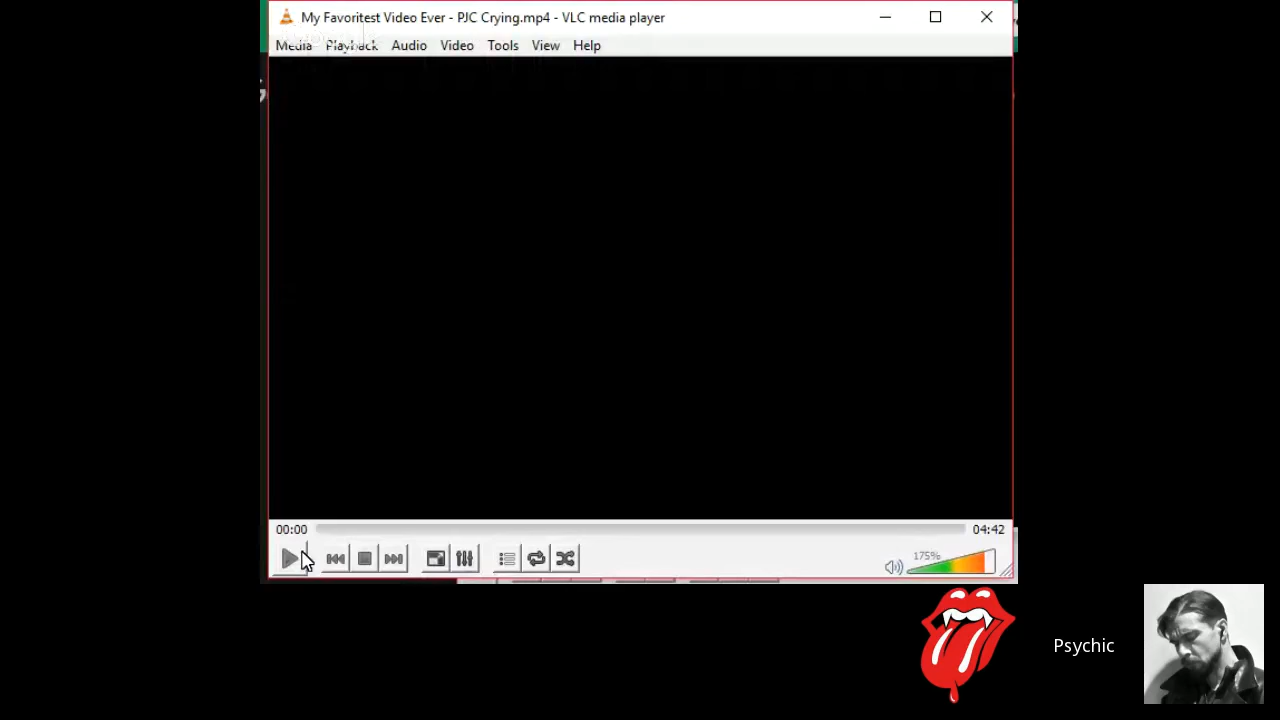 My Favoritest Video Ever - PJC Crying.mp4 - VLC media player
Media Playback Audio Video Tools View Help
00:00 04:42
175%
Psychic